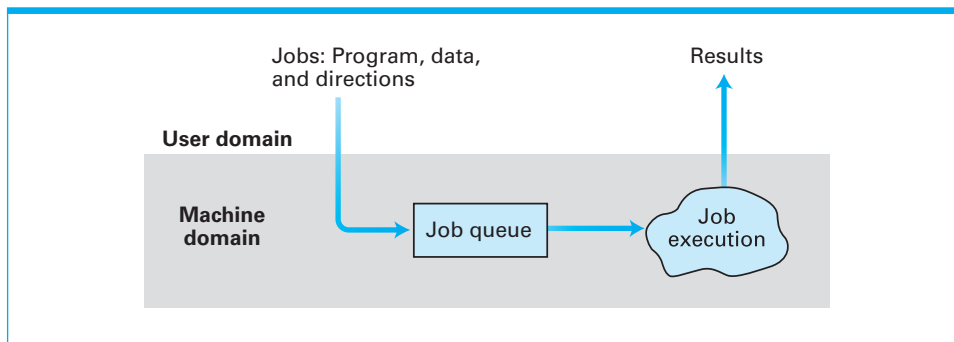 Jobs: Program, data,
and directions
Results
User domain
Machine
domain
Job queue
Job
execution